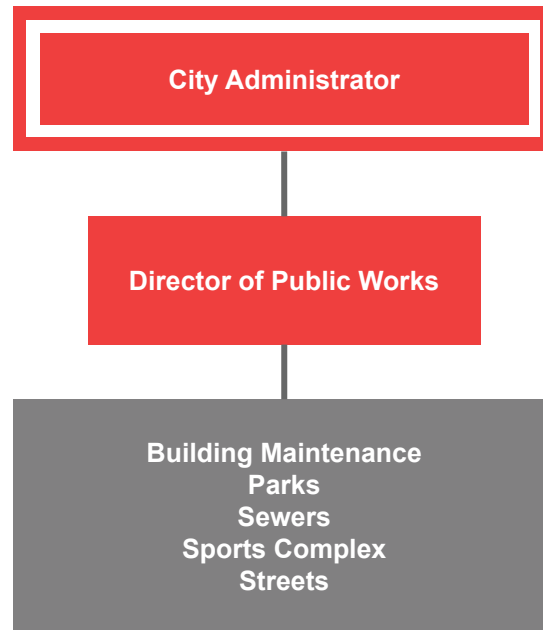 City Administrator
Director of Public Works
Building Maintenance
Parks
Sewers
Sports Complex
Streets